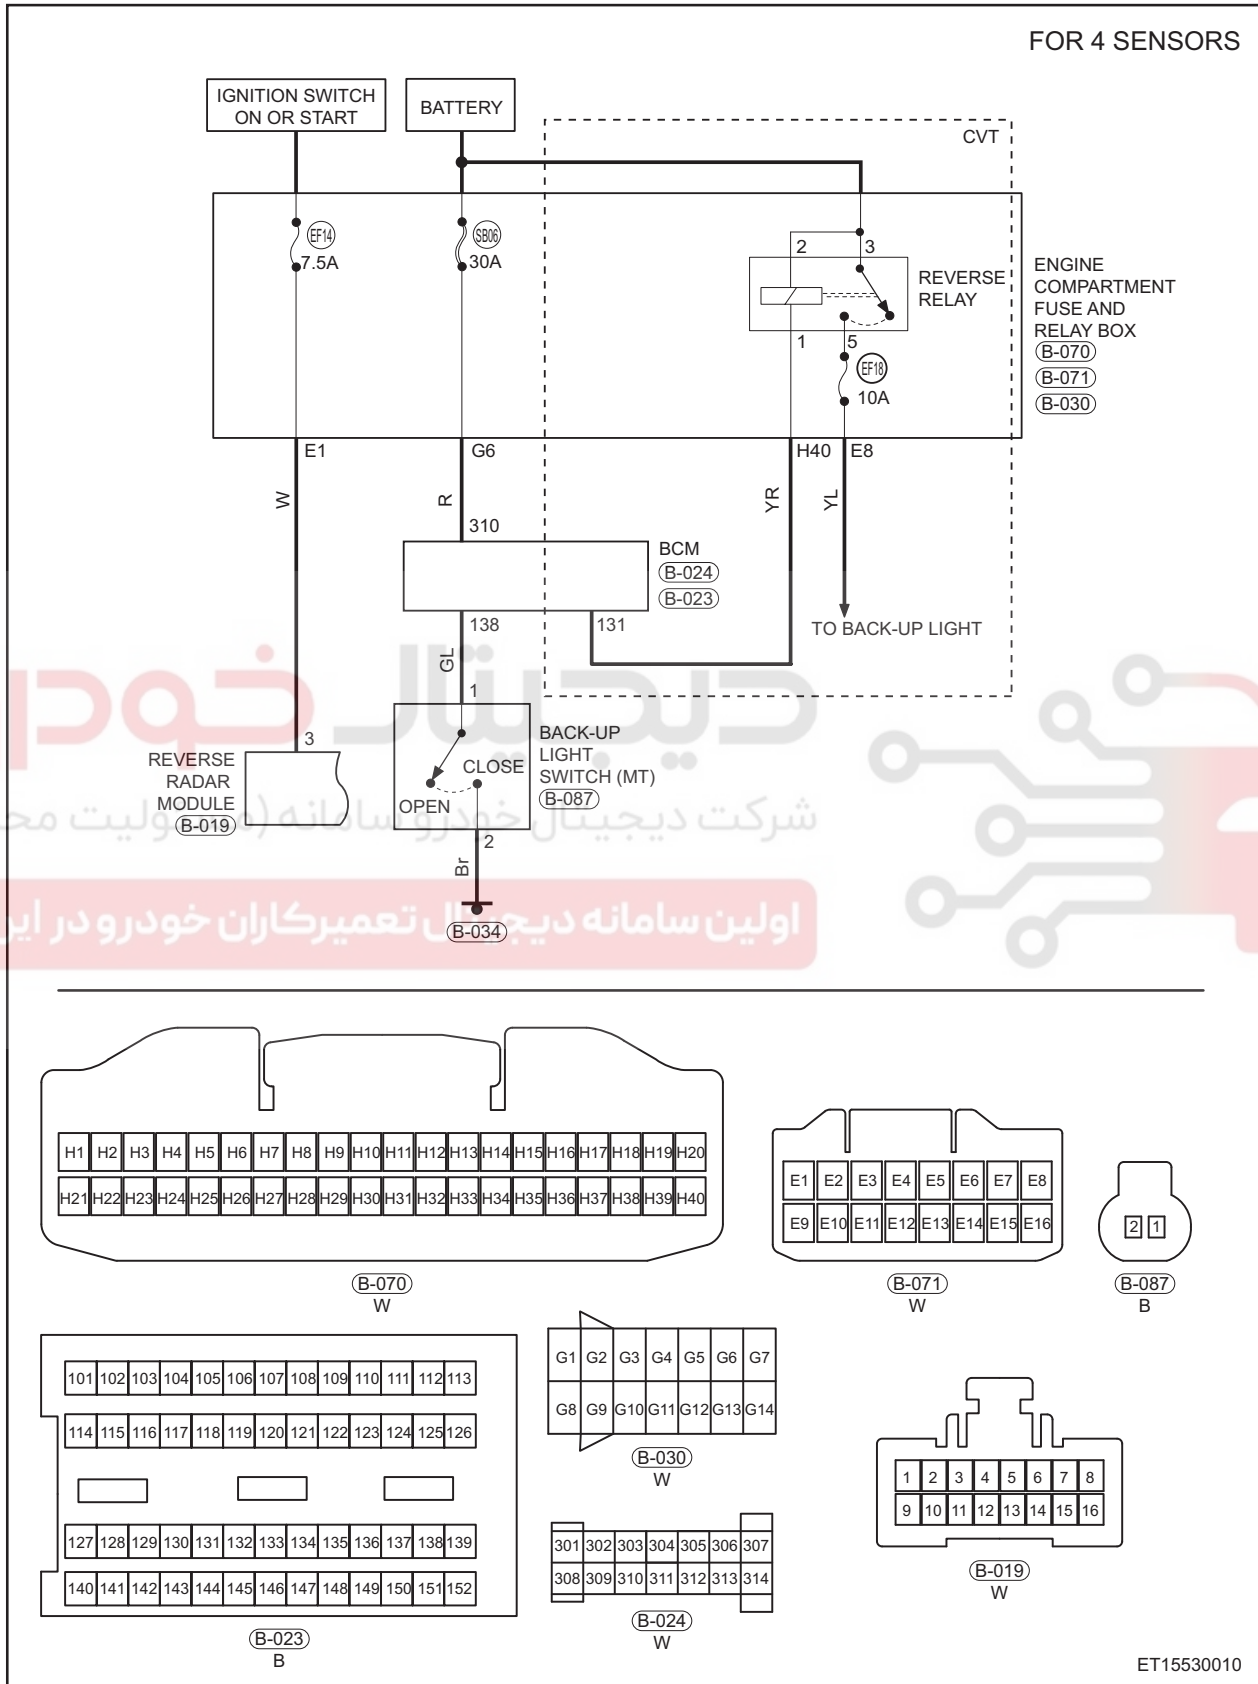 FOR 4 SENSORS
IGNITION SWITCH
ON OR START
BATTERY
CVT
EF14
7.5A
SB06
30A
2
3
REVERSE
RELAY
1
5
EF18
10A
ENGINE
COMPARTMENT
FUSE AND
RELAY BOX
B-070
B-071
B-030
E1
G6
H40
E8
W
R
YR
YL
310
BCM
B-024
B-023
138
131
TO BACK-UP LIGHT
GL
1
3
REVERSE
RADAR
MODULE
B-019
BACK-UP
LIGHT
SWITCH (MT)
B-087
CLOSE
OPEN
2
Br
B-034
دیجیتال خودرو
شرکت دیجیتال خودرو سامانه (مسئولیت
اولین سامانه دیجیتال تعمیرکاران خودرو در
H1 H2 H3 H4 H5 H6 H7 H8 H9 H10 H11 H12 H13 H14 H15 H16 H17 H18 H19 H20
H21 H22 H23 H24 H25 H26 H27 H28 H29 H30 H31 H32 H33 H34 H35 H36 H37 H38 H39 H40
B-070
W
E1 E2 E3 E4 E5 E6 E7 E8
E9 E10 E11 E12 E13 E14 E15 E16
B-071
W
2 1
B-087
B
101 102 103 104 105 106 107 108 109 110 111 112 113
114 115 116 117 118 119 120 121 122 123 124 125 126
127 128 129 130 131 132 133 134 135 136 137 138 139
140 141 142 143 144 145 146 147 148 149 150 151 152
B-023
B
G1 G2 G3 G4 G5 G6 G7
G8 G9 G10 G11 G12 G13 G14
B-030
W
301 302 303 304 305 306 307
308 309 310 311 312 313 314
B-024
W
1 2 3 4 5 6 7 8
9 10 11 12 13 14 15 16
B-019
W
ET15530010